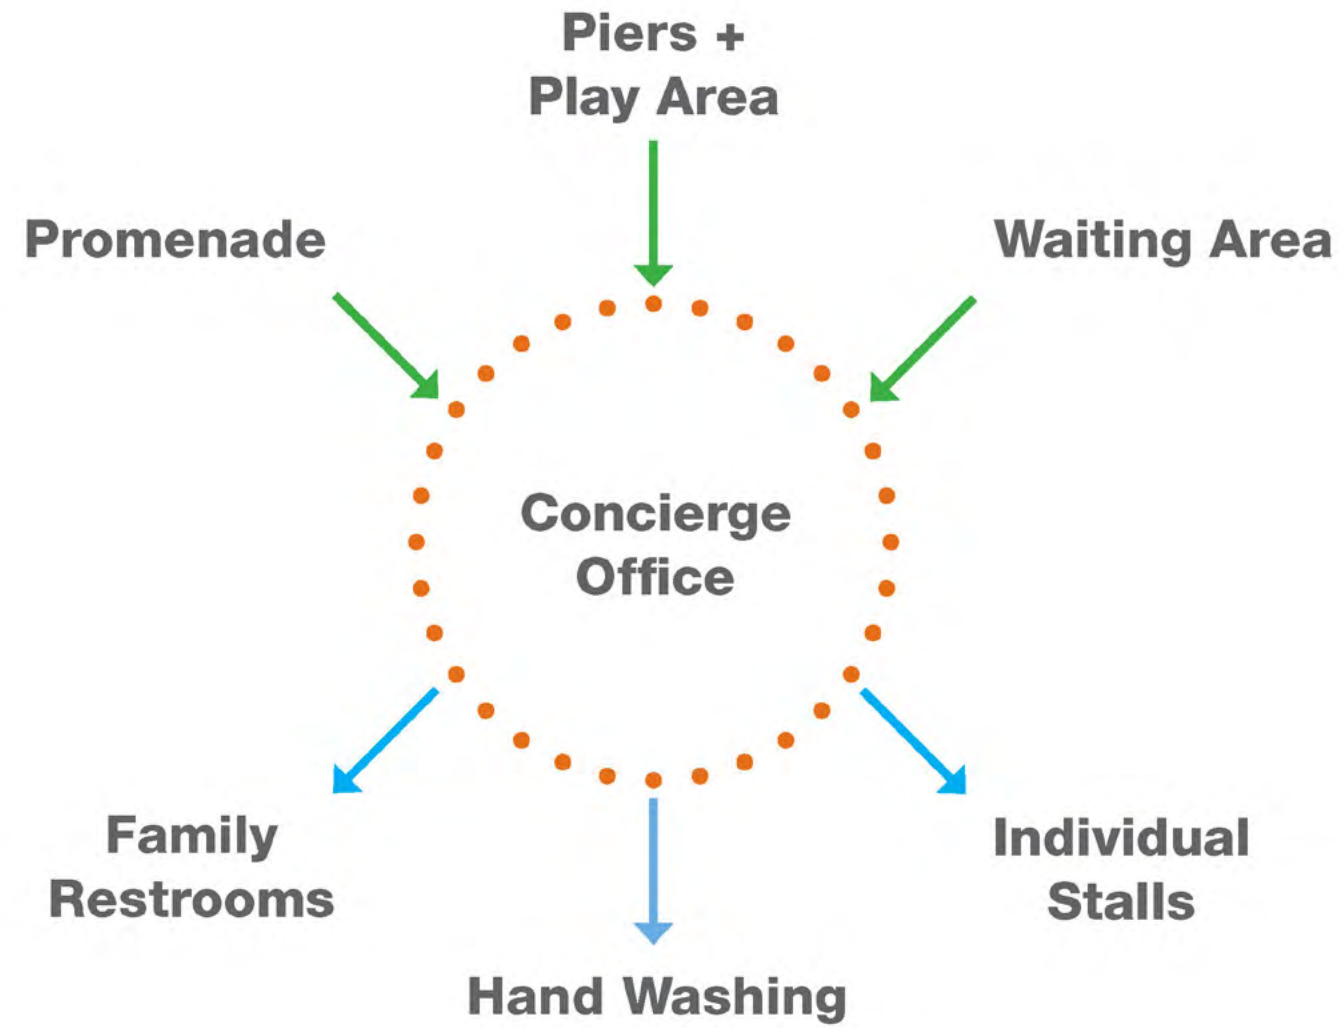 Piers +
Play Area
Promenade
Waiting Area
Concierge
Office
Family
Restrooms
Individual
Stalls
Hand Washing